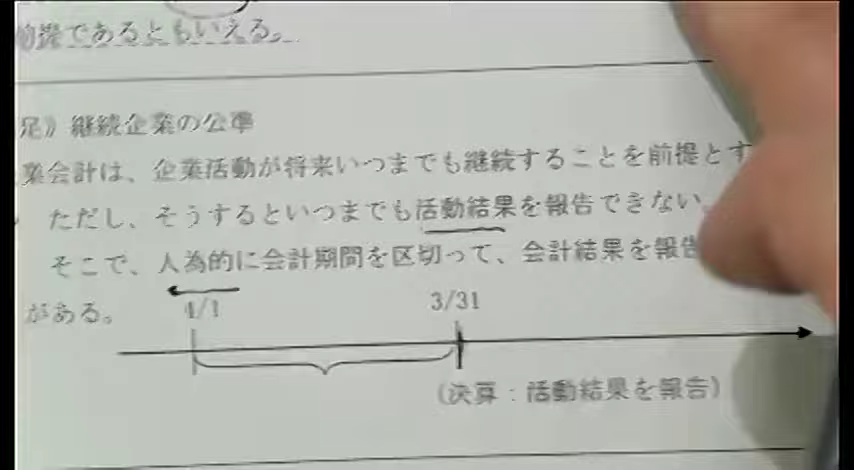 提であるともいえる。
足》継続企業の公準
業会計は、企業活動が将来いつまでも継続することを前提とす
ただし、そうするといつまでも活動結果を報告できない。
そこで、人為的に会計期間を区切って、会計結果を報告
がある。
4/1 3/31
(決算：活動結果を報告)